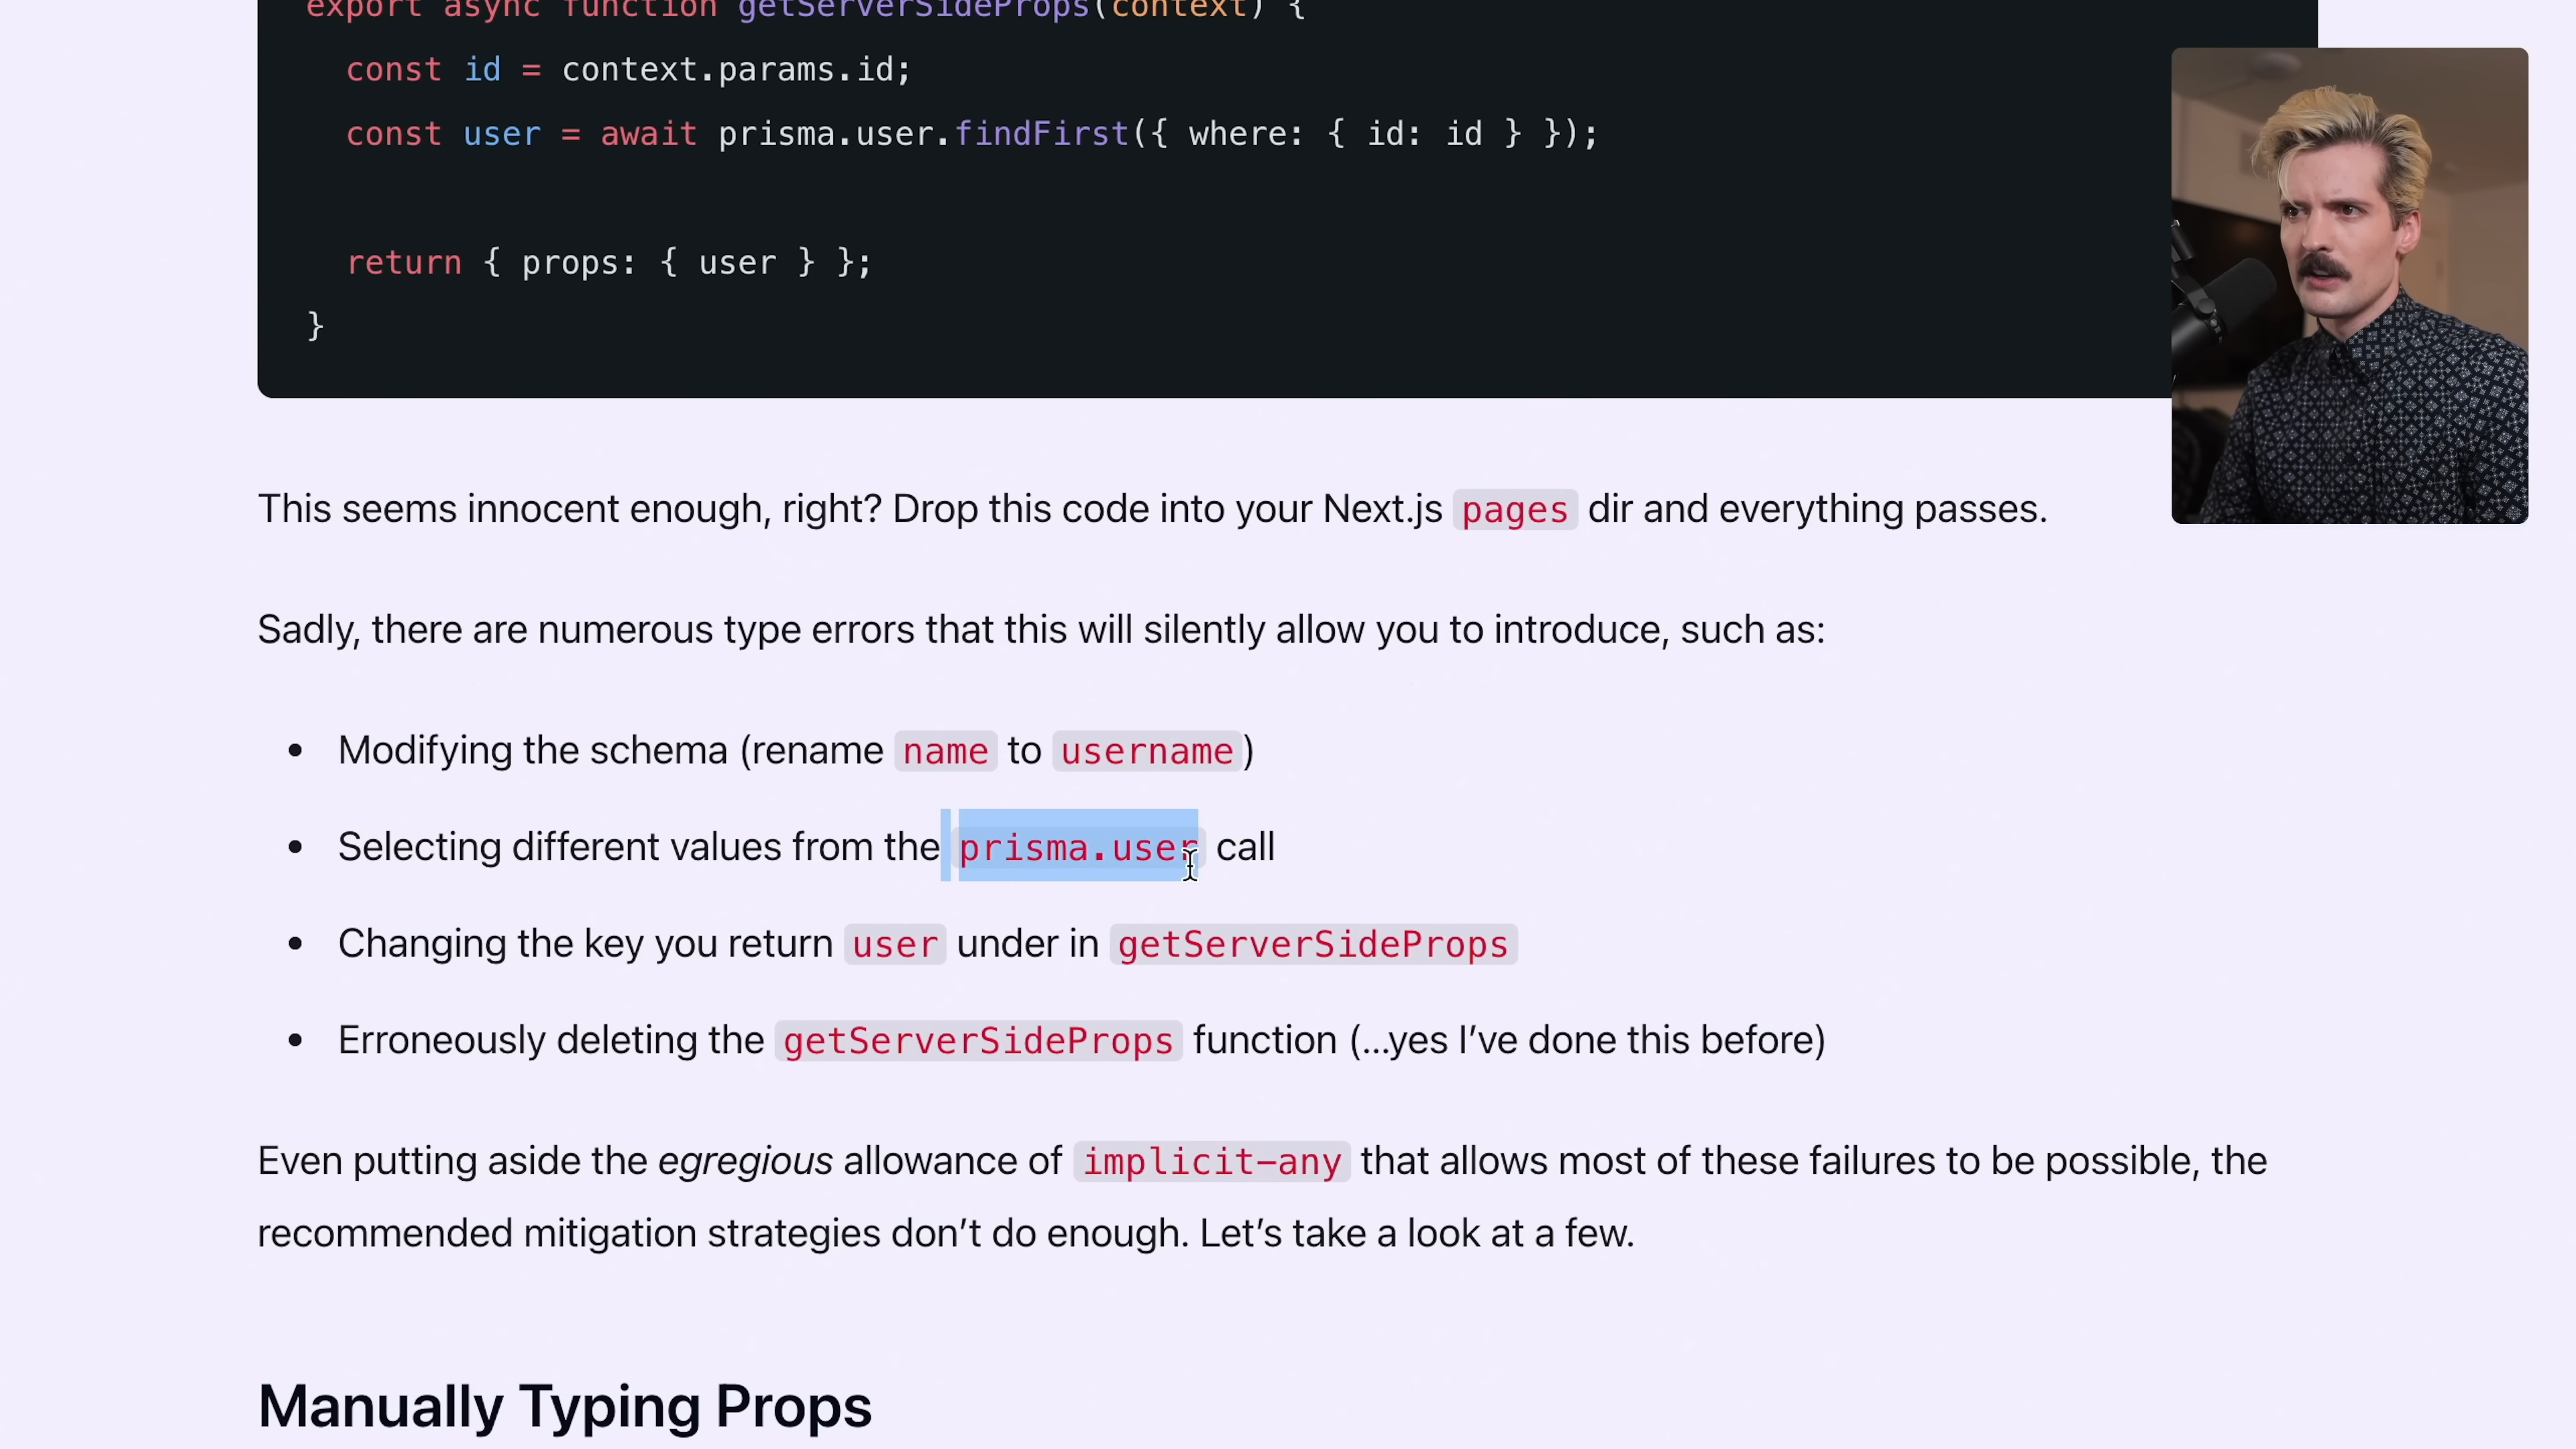 export async function getServerSideProps(context) {
const id = context.params.id;
const user = await prisma.user.findFirst({ where: { id: id } });
return { props: { user } };
}
This seems innocent enough, right? Drop this code into your Next.js pages dir and everything passes.
Sadly, there are numerous type errors that this will silently allow you to introduce, such as:
• Modifying the schema (rename name to username)
• Selecting different values from the prisma.user call
• Changing the key you return user under in getServerSideProps
• Erroneously deleting the getServerSideProps function (...yes I’ve done this before)
Even putting aside the egregious allowance of implicit-any that allows most of these failures to be possible, the
recommended mitigation strategies don’t do enough. Let’s take a look at a few.
Manually Typing Props